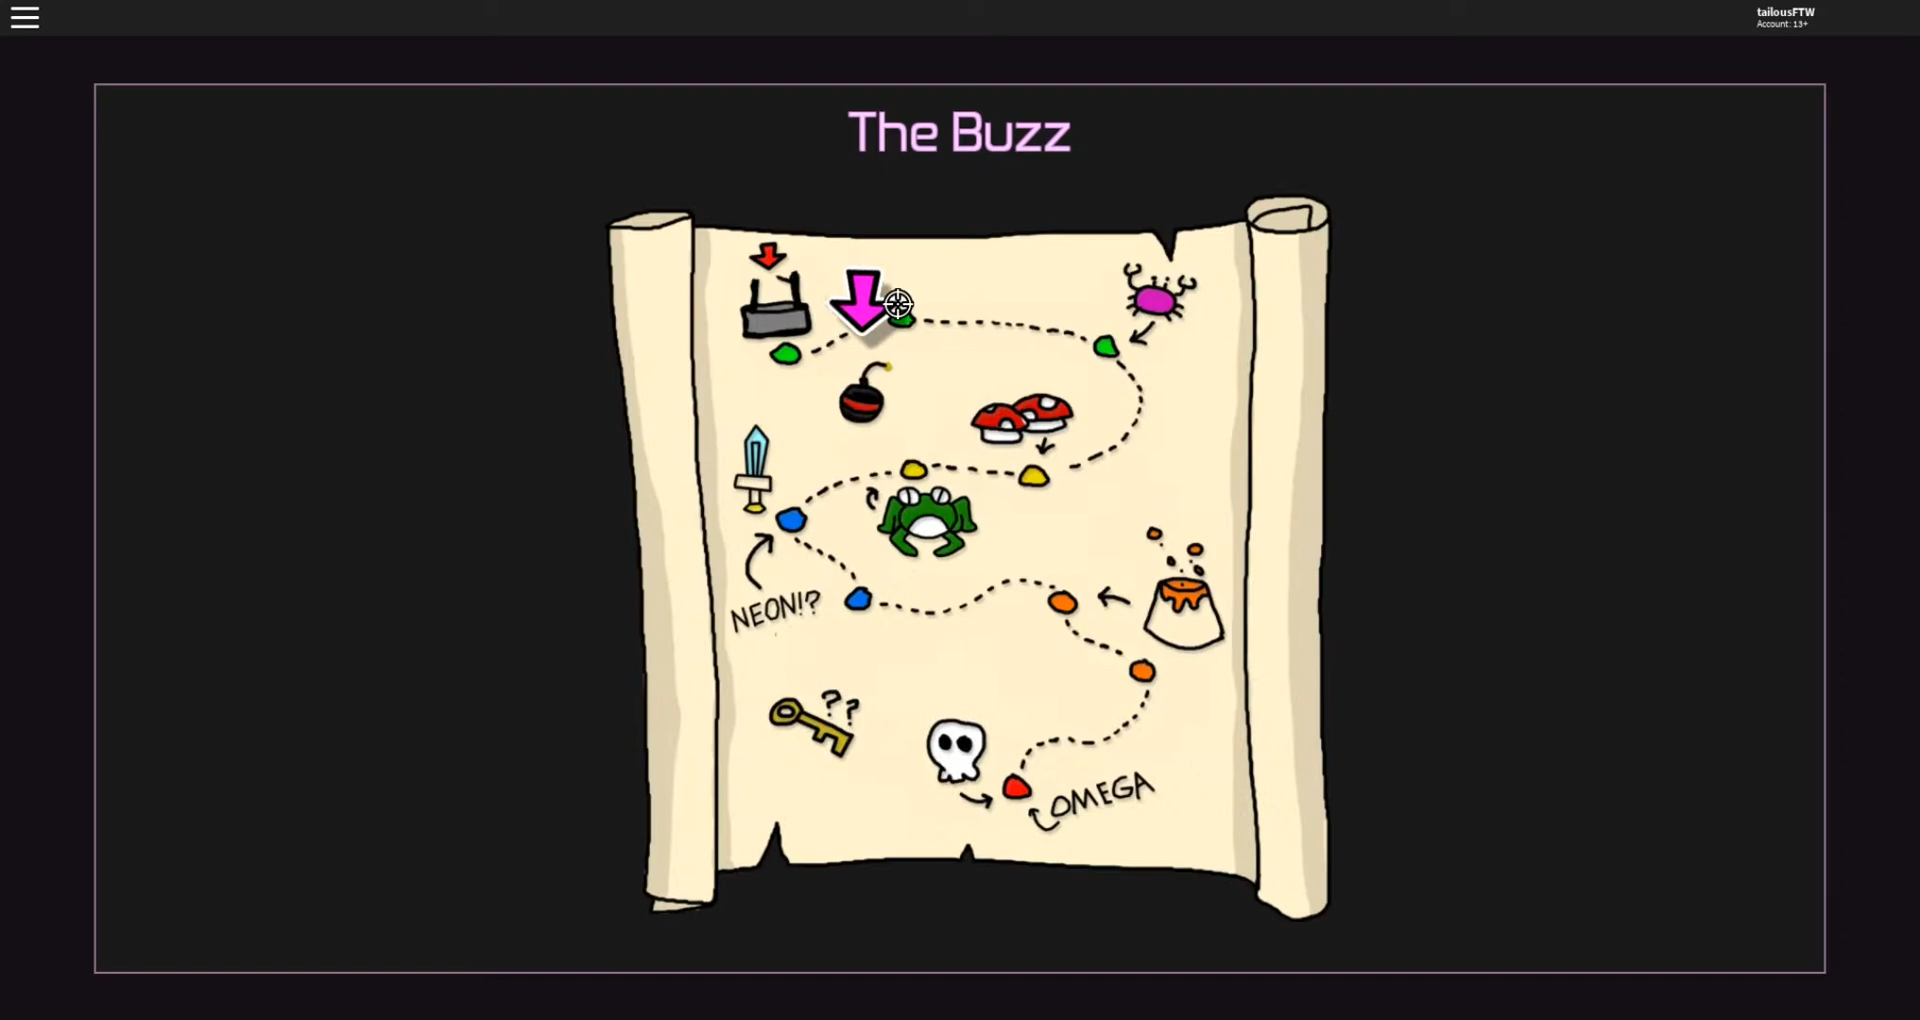 tailousFTW
Account: 13+
The Buzz
NEON!?
??
OMEGA